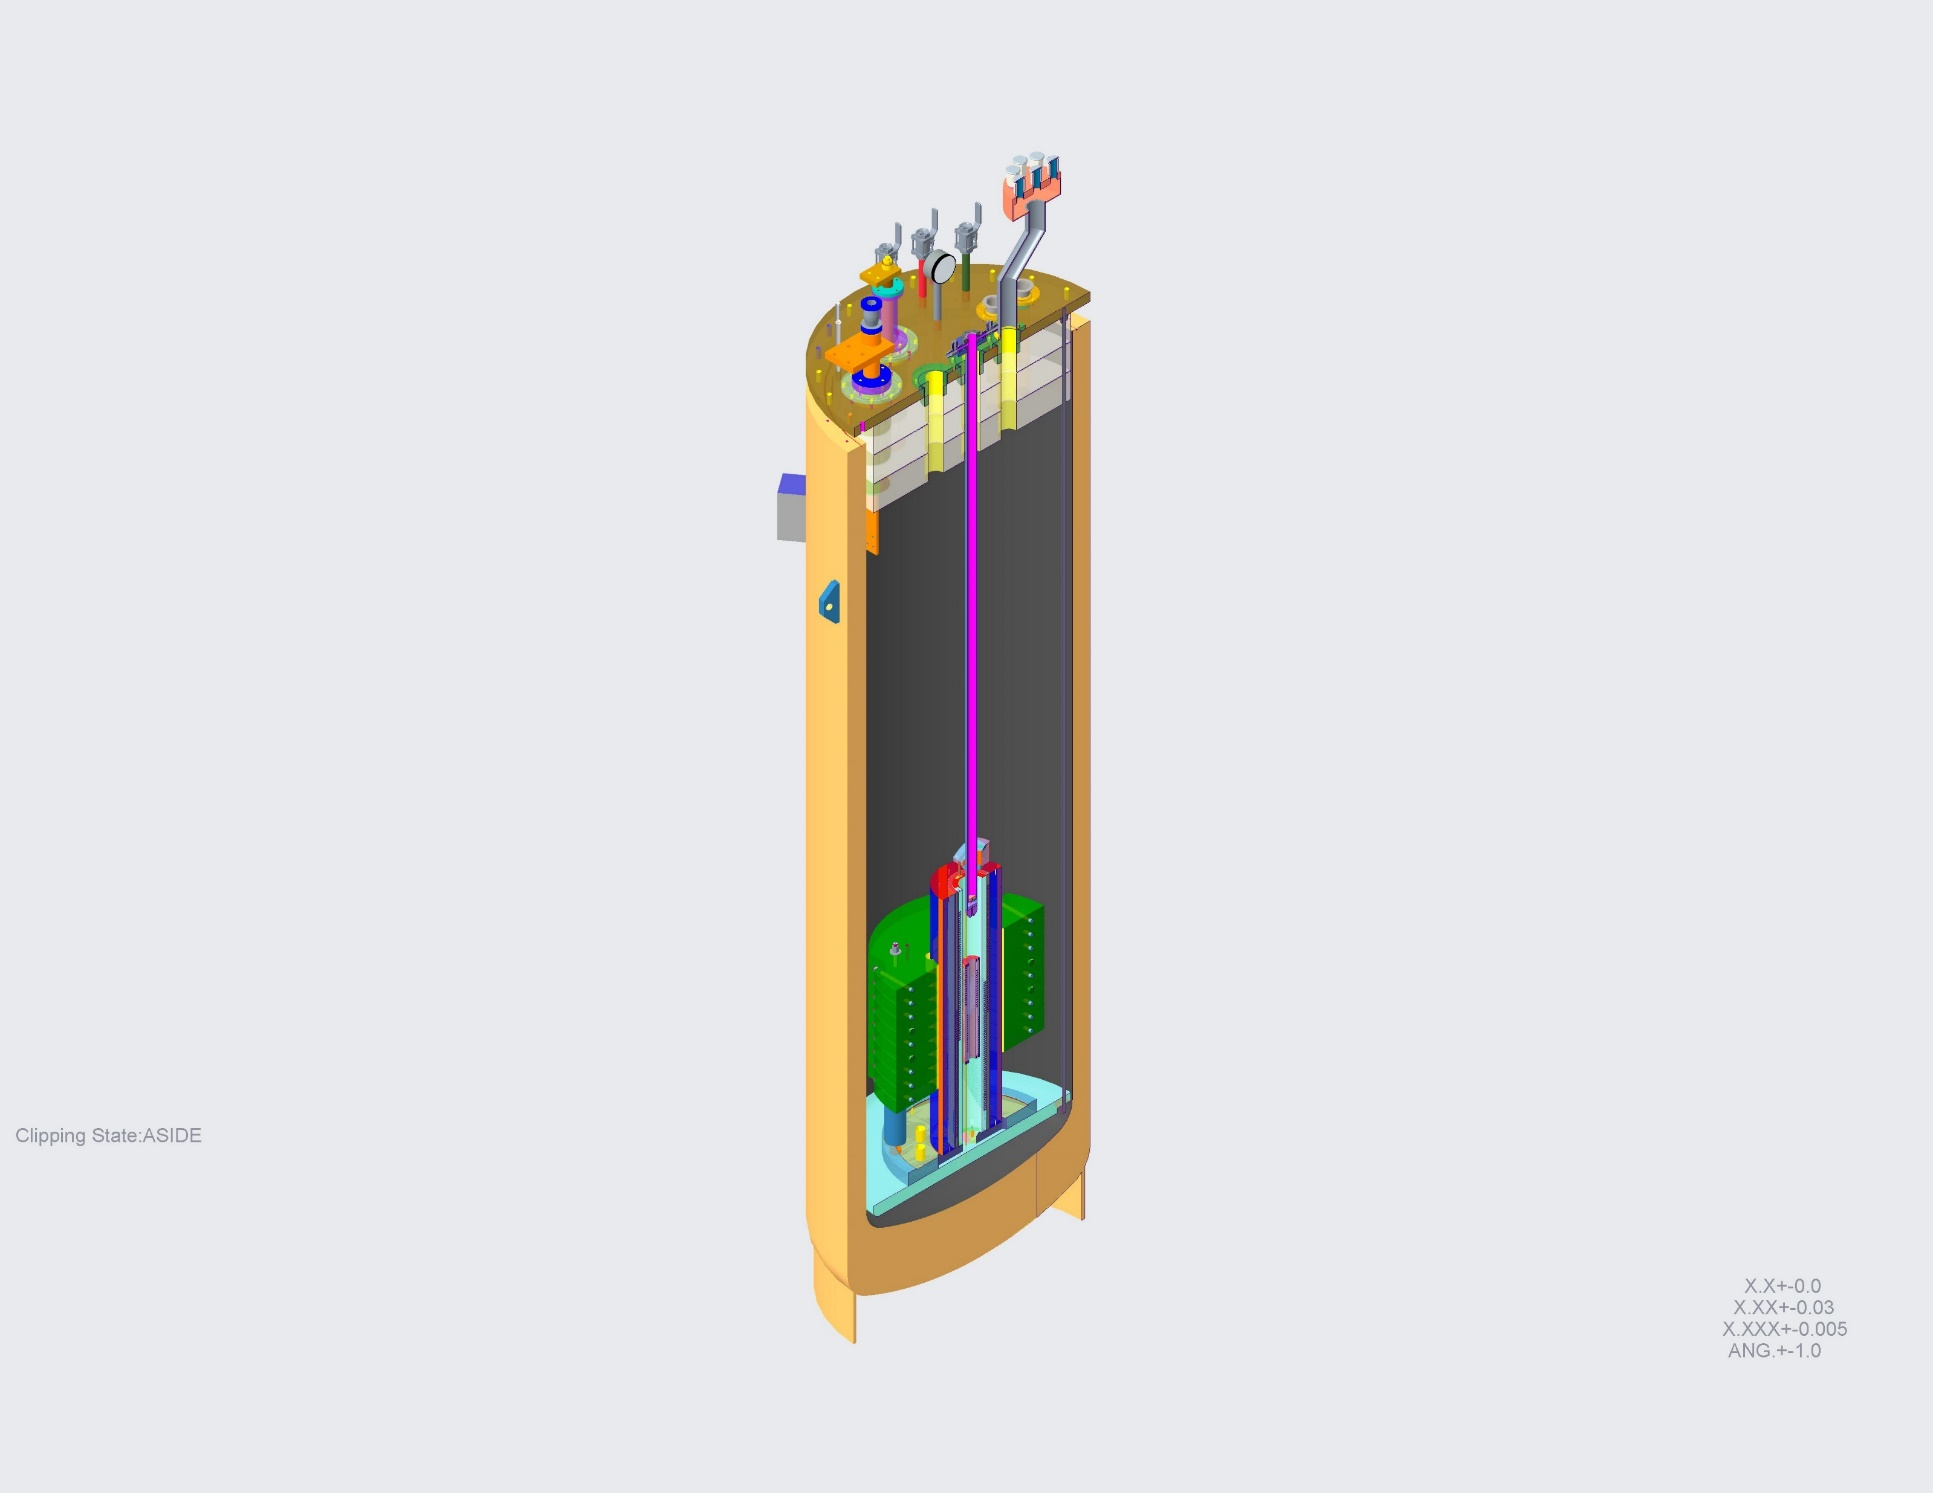 Clipping State:ASIDE
X.X+-0.0
X.XX+-0.03
X.XXX+-0.005
ANG.+-1.0